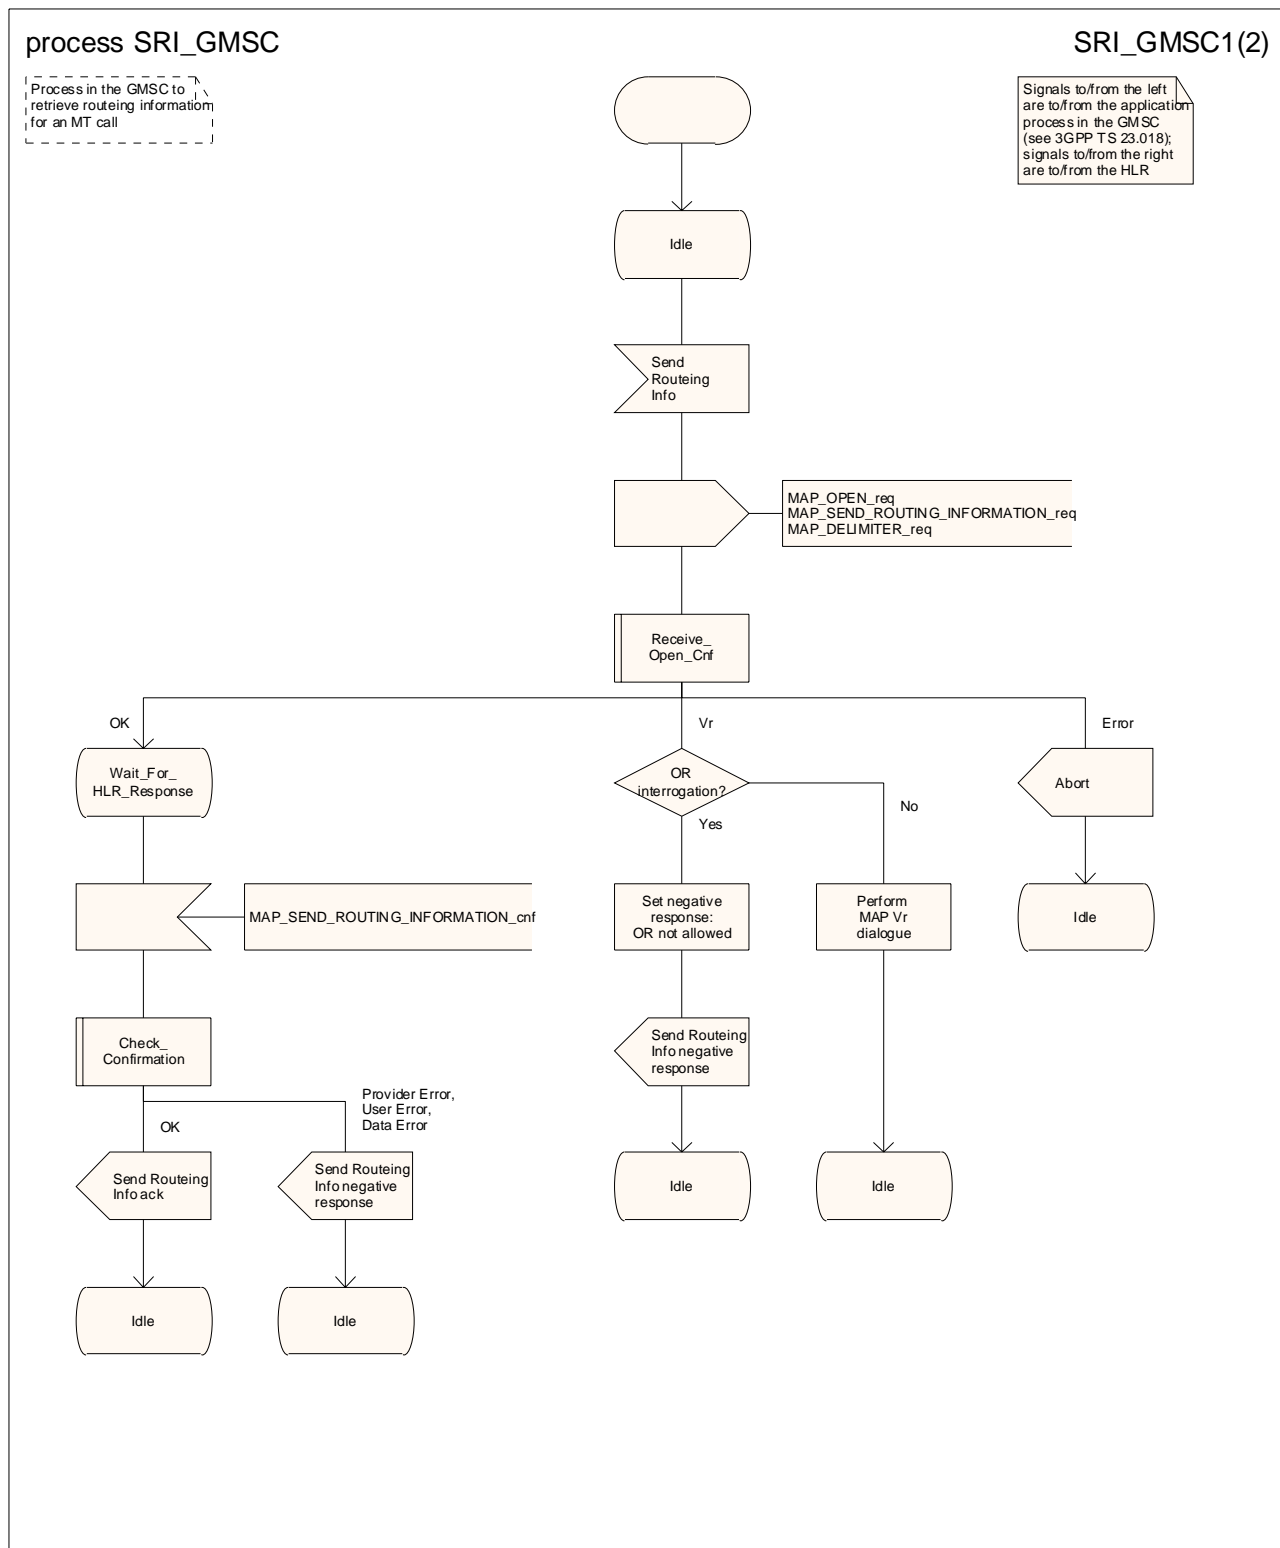 process SRI_GMSC
SRI_GMSC1(2)
Process in the GMSC to
retrieve routeing information
for an MT call
Signals to/from the left
are to/from the application
process in the GMSC
(see 3GPP TS 23.018);
signals to/from the right
are to/from the HLR
Idle
Send
Routeing
Info
MAP_OPEN_req
MAP_SEND_ROUTING_INFORMATION_req
MAP_DELIMITER_req
Receive_
Open_Cnf
OK
Vr
Error
Wait_For_
HLR_Response
OR
interrogation?
Abort
No
Yes
MAP_SEND_ROUTING_INFORMATION_cnf
Set negative
response:
OR not allowed
Perform
MAP Vr
dialogue
Idle
Check_
Confirmation
Send Routeing
Info negative
response
Provider Error,
User Error,
Data Error
OK
Send Routeing
Info ack
Send Routeing
Info negative
response
Idle
Idle
Idle
Idle